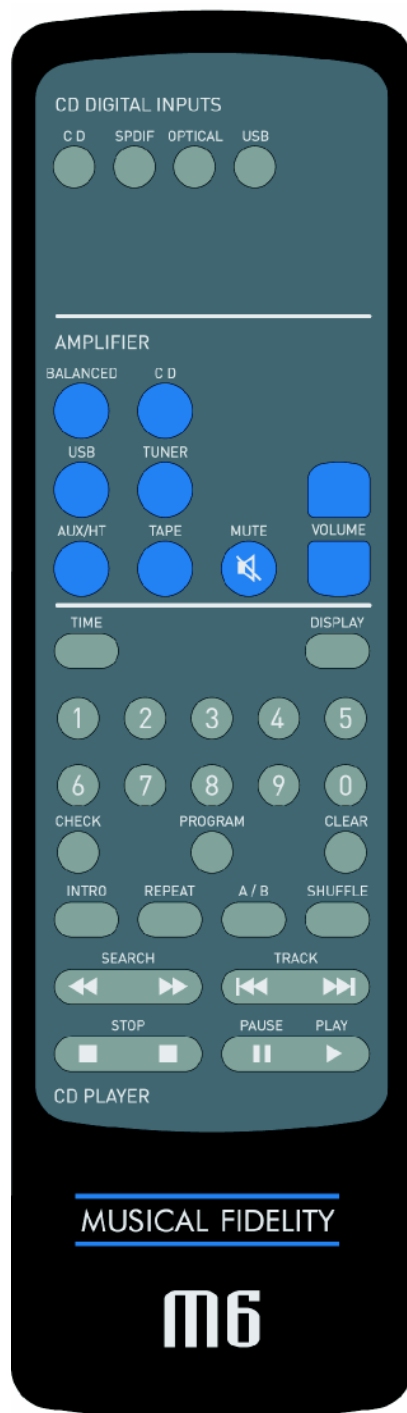 CD DIGITAL INPUTS
C D SPDIF OPTICAL USB
AMPLIFIER
BALANCED C D
USB TUNER
AUX/HT TAPE MUTE VOLUME
TIME DISPLAY
1 2 3 4 5
6 7 8 9 0
CHECK PROGRAM CLEAR
INTRO REPEAT A / B SHUFFLE
SEARCH TRACK
STOP PAUSE PLAY
CD PLAYER
MUSICAL FIDELITY
M6